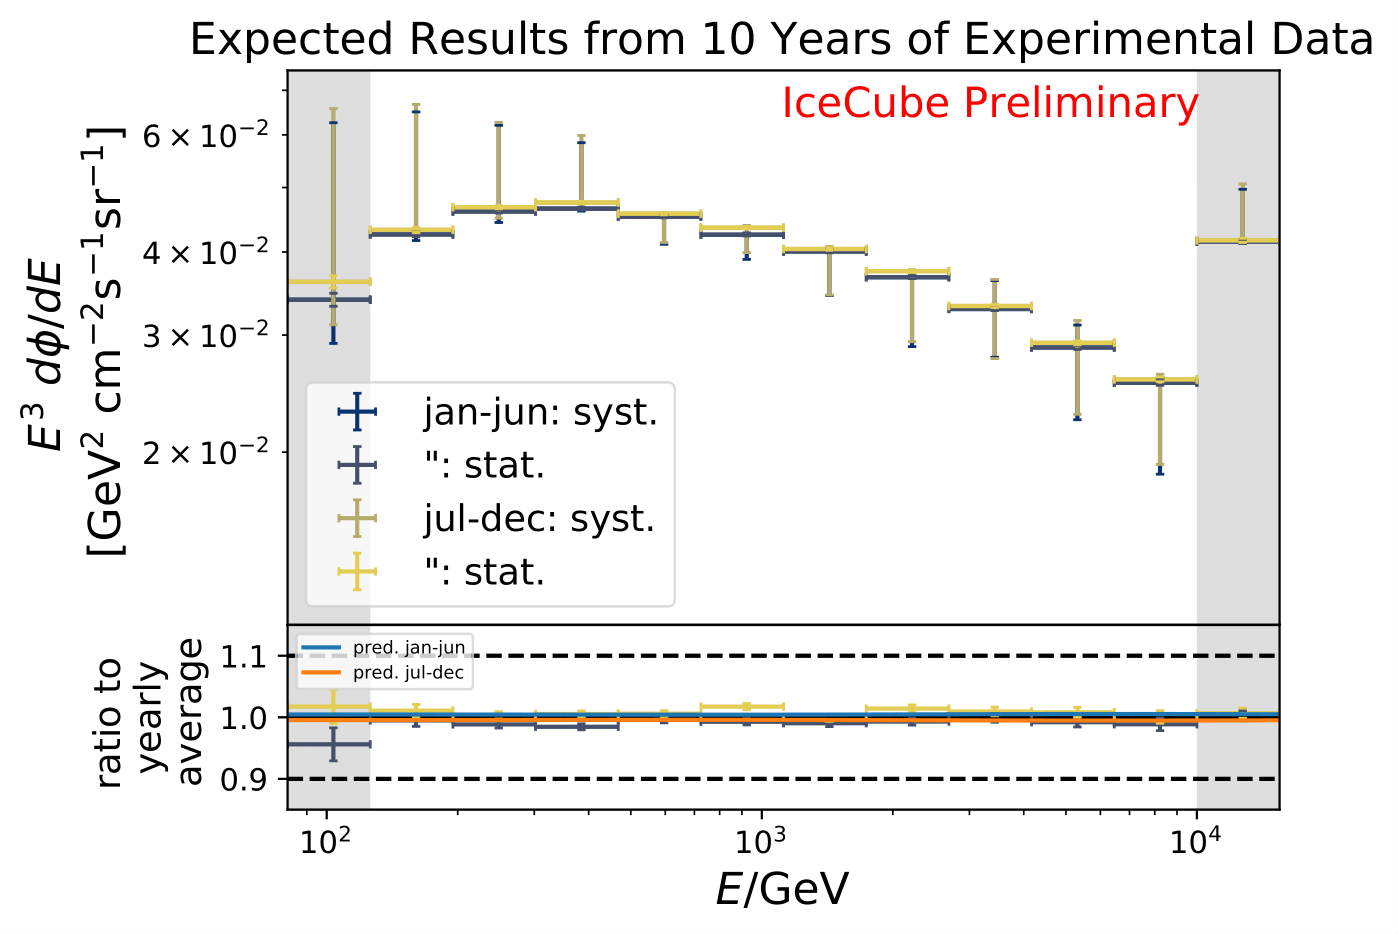 Expected Results from 10 Years of Experimental Data
IceCube Preliminary
E³ dϕ/dE
[GeV² cm⁻²s⁻¹sr⁻¹]
6 × 10⁻²
4 × 10⁻²
3 × 10⁻²
2 × 10⁻²
jan-jun: syst.
": stat.
jul-dec: syst.
": stat.
ratio to
yearly
average
1.1
1.0
0.9
pred. jan-jun
pred. jul-dec
10²
10³
10⁴
E/GeV